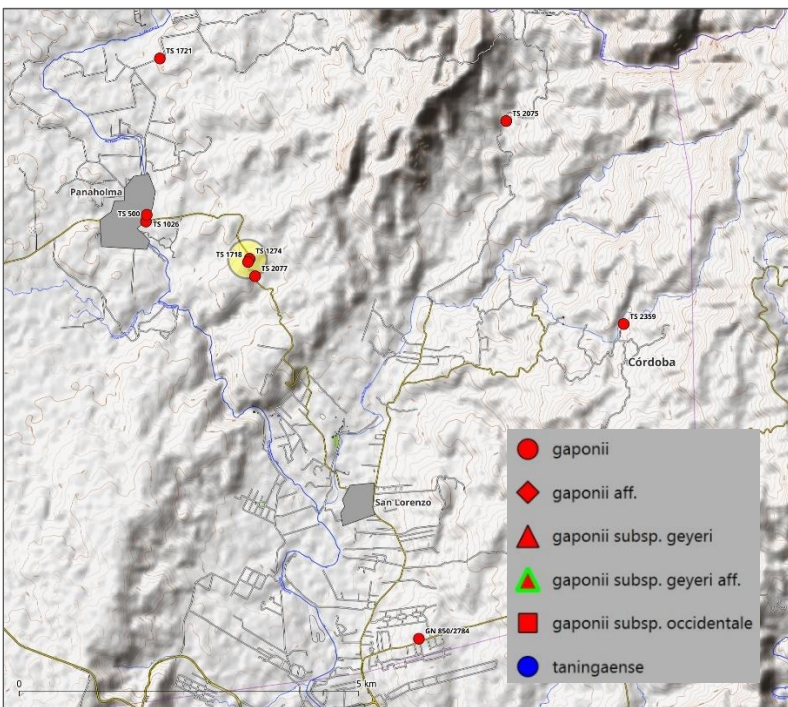 TS 1721
TS 2075
Panaholma
TS 500
TS 1026
TS 1718
TS 1274
TS 2077
TS 2359
Córdoba
San Lorenzo
GN 850/2784
0
5 km
gaponii
gaponii aff.
gaponii subsp. geyeri
gaponii subsp. geyeri aff.
gaponii subsp. occidentale
taningaense